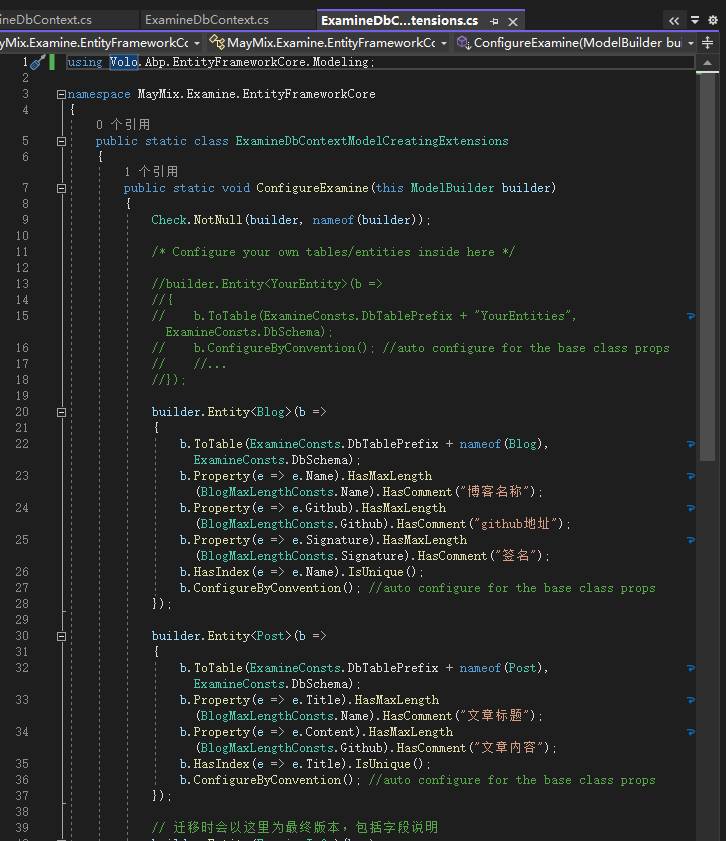 ineDbContext.cs ExamineDbContext.cs ExamineDbC...tensions.cs
yMix.Examine.EntityFrameworkCo MayMix.Examine.EntityFrameworkCo ConfigureExamine(ModelBuilder bui
1 using Volo.Abp.EntityFrameworkCore.Modeling;
2
3 namespace MayMix.Examine.EntityFrameworkCore
4 {
0 个引用
5 public static class ExamineDbContextModelCreatingExtensions
6 {
1 个引用
7 public static void ConfigureExamine(this ModelBuilder builder)
8 {
9 Check.NotNull(builder, nameof(builder));
10
11 /* Configure your own tables/entities inside here */
12
13 //builder.Entity<YourEntity>(b =>
14 //{
15 //    b.ToTable(ExamineConsts.DbTablePrefix + "YourEntities",
ExamineConsts.DbSchema);
16 //    b.ConfigureByConvention(); //auto configure for the base class props
17 //    //...
18 //});
19
20 builder.Entity<Blog>(b =>
21 {
22 b.ToTable(ExamineConsts.DbTablePrefix + nameof(Blog),
ExamineConsts.DbSchema);
23 b.Property(e => e.Name).HasMaxLength
(BlogMaxLengthConsts.Name).HasComment("博客名称");
24 b.Property(e => e.Github).HasMaxLength
(BlogMaxLengthConsts.Github).HasComment("github地址");
25 b.Property(e => e.Signature).HasMaxLength
(BlogMaxLengthConsts.Signature).HasComment("签名");
26 b.HasIndex(e => e.Name).IsUnique();
27 b.ConfigureByConvention(); //auto configure for the base class props
28 });
29
30 builder.Entity<Post>(b =>
31 {
32 b.ToTable(ExamineConsts.DbTablePrefix + nameof(Post),
ExamineConsts.DbSchema);
33 b.Property(e => e.Title).HasMaxLength
(BlogMaxLengthConsts.Name).HasComment("文章标题");
34 b.Property(e => e.Content).HasMaxLength
(BlogMaxLengthConsts.Github).HasComment("文章内容");
35 b.HasIndex(e => e.Title).IsUnique();
36 b.ConfigureByConvention(); //auto configure for the base class props
37 });
38
39 // 迁移时会以这里为最终版本，包括字段说明